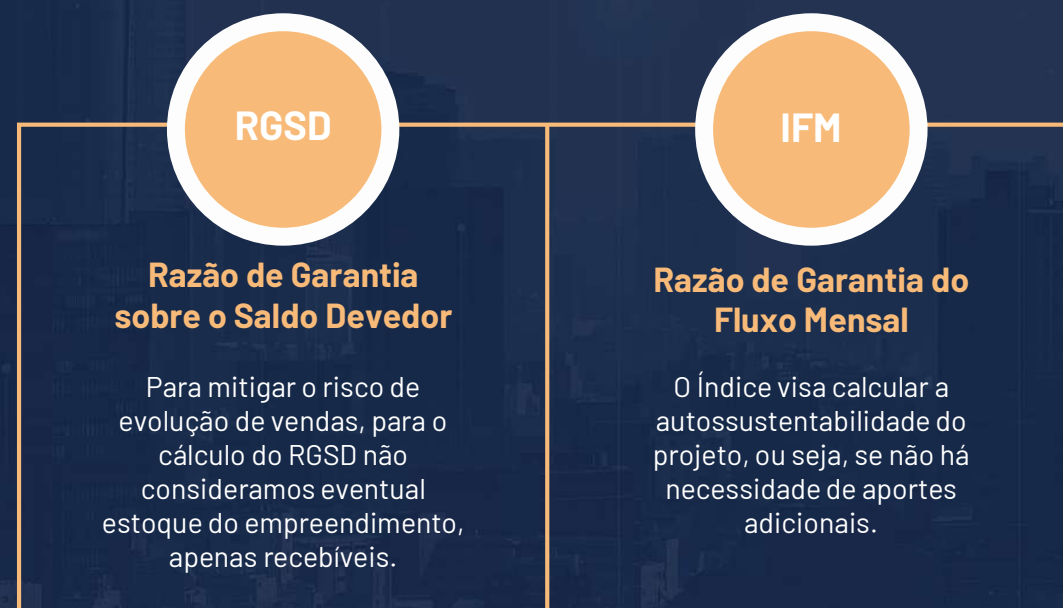 RGSD
Razão de Garantia
sobre o Saldo Devedor
Para mitigar o risco de
evolução de vendas, para o
cálculo do RGSD não
consideramos eventual
estoque do empreendimento,
apenas recebíveis.
IFM
Razão de Garantia do
Fluxo Mensal
O Índice visa calcular a
autossustentabilidade do
projeto, ou seja, se não há
necessidade de aportes
adicionais.